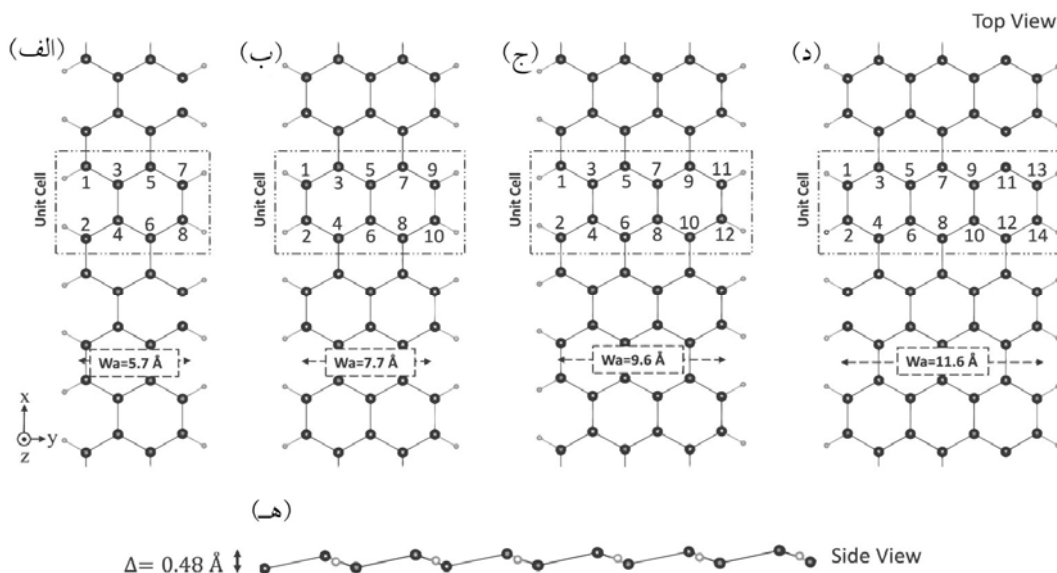 Top View
(الف)
(ب)
(ج)
(د)
Unit Cell
3 7
1 5
2 6
4 8
Unit Cell
1 5 9
3 7
4 8
2 6 10
Unit Cell
3 7 11
1 5 9
2 6 10
4 8 12
Unit Cell
1 5 9 13
3 7 11
4 8 12
2 6 10 14
Wa=5.7 Å
Wa=7.7 Å
Wa=9.6 Å
Wa=11.6 Å
x
y
z
(هـ)
Δ= 0.48 Å
Side View